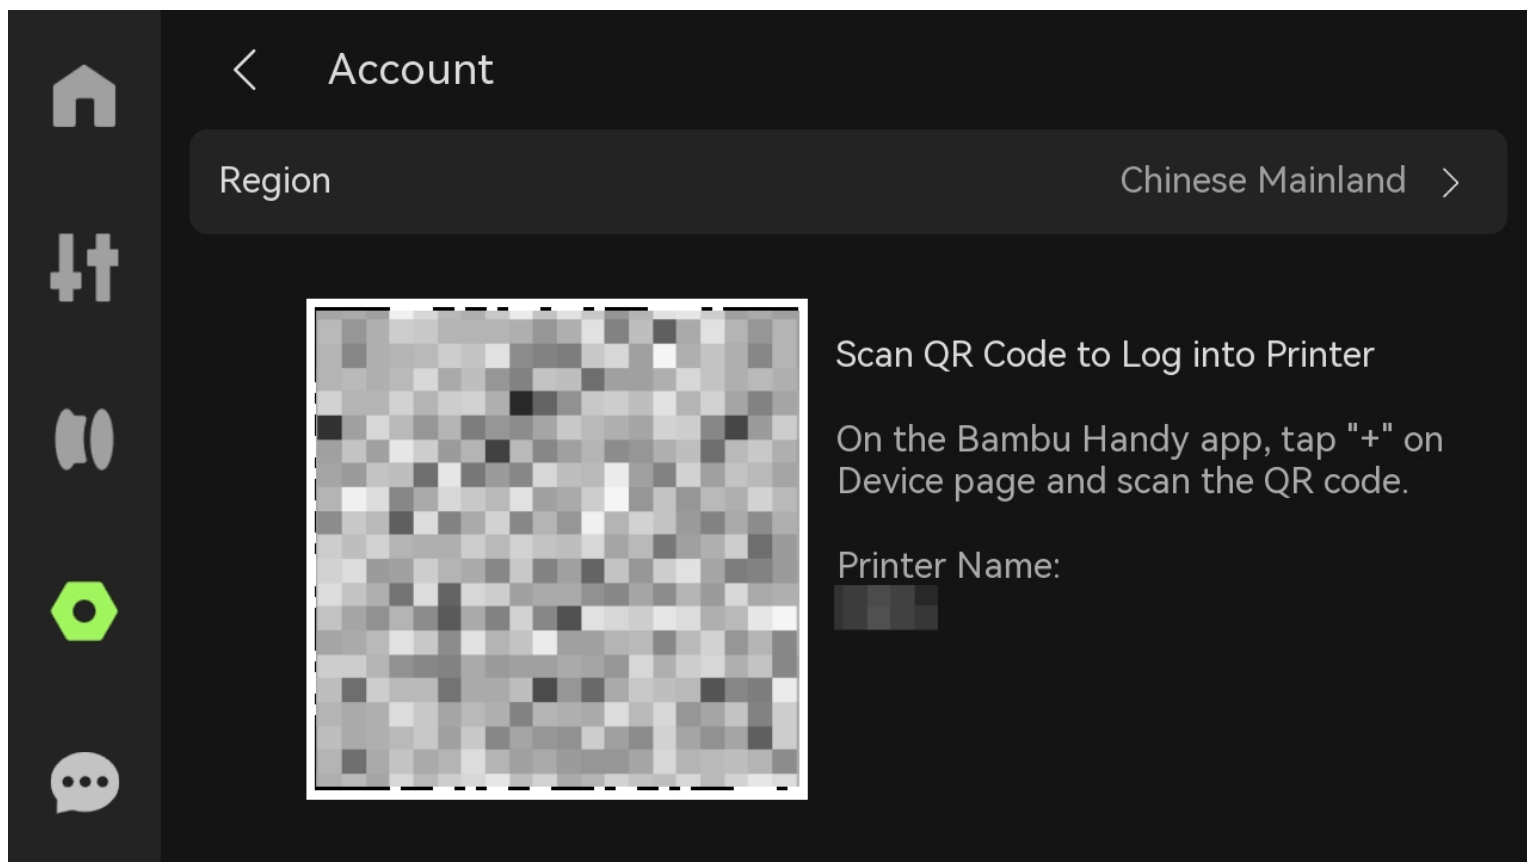 Account
Region
Chinese Mainland
Scan QR Code to Log into Printer
On the Bambu Handy app, tap "+" on
Device page and scan the QR code.
Printer Name: